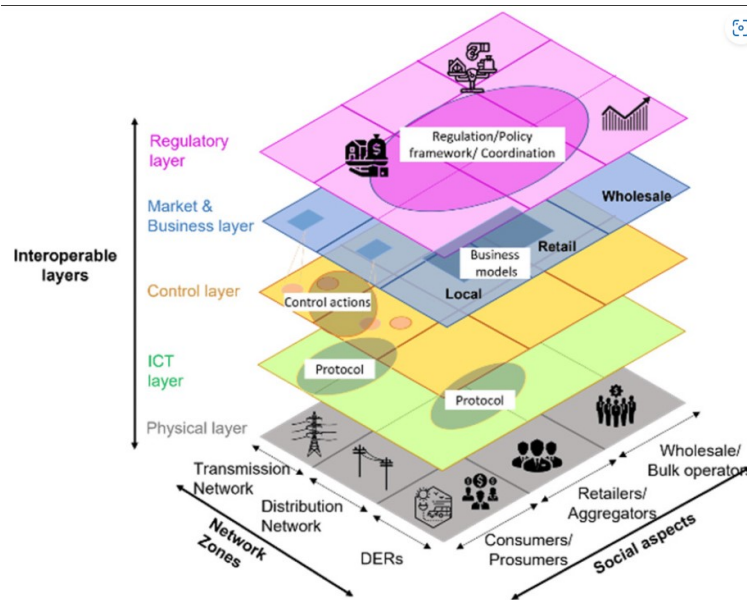 Regulatory
layer
Regulation/Policy
framework/ Coordination
Market &
Business layer
Wholesale
Retail
Business
models
Local
Interoperable
layers
Control layer
Control actions
ICT
layer
Protocol
Protocol
Physical layer
Transmission
Network
Distribution
Network
DERs
Network
Zones
Wholesale/
Bulk operator
Retailers/
Aggregators
Consumers/
Prosumers
Social aspects